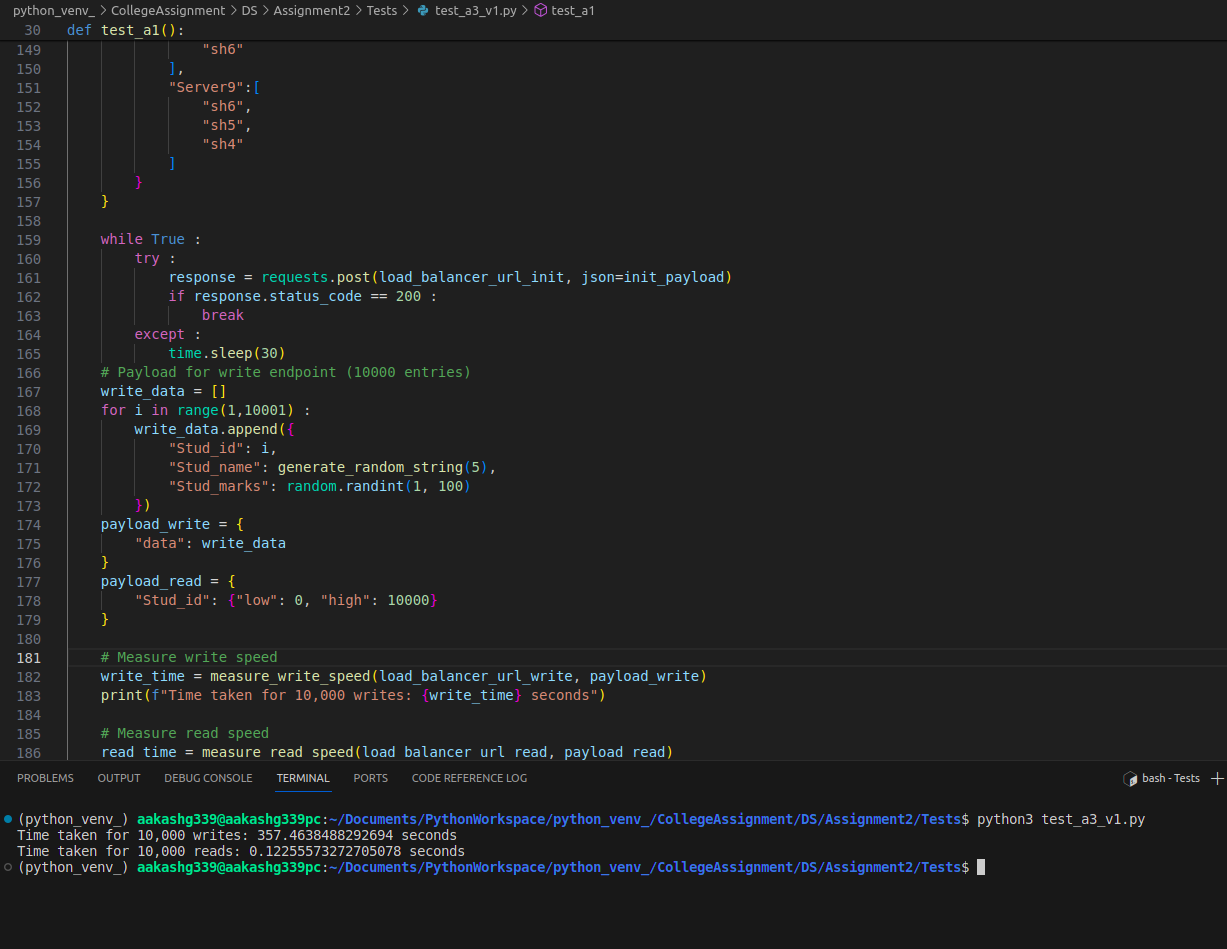 python_venv_ > CollegeAssignment > DS > Assignment2 > Tests > test_a3_v1.py > test_a1
30 def test_a1():
149 "sh6"
150 ],
151 "Server9":[
152 "sh6",
153 "sh5",
154 "sh4"
155 ]
156 }
157 }
158
159 while True :
160 try :
161 response = requests.post(load_balancer_url_init, json=init_payload)
162 if response.status_code == 200 :
163 break
164 except :
165 time.sleep(30)
166 # Payload for write endpoint (10000 entries)
167 write_data = []
168 for i in range(1,10001) :
169 write_data.append({
170 "Stud_id": i,
171 "Stud_name": generate_random_string(5),
172 "Stud_marks": random.randint(1, 100)
173 })
174 payload_write = {
175 "data": write_data
176 }
177 payload_read = {
178 "Stud_id": {"low": 0, "high": 10000}
179 }
180
181 # Measure write speed
182 write_time = measure_write_speed(load_balancer_url_write, payload_write)
183 print(f"Time taken for 10,000 writes: {write_time} seconds")
184
185 # Measure read speed
186 read_time = measure_read_speed(load_balancer_url_read, payload_read)
PROBLEMS OUTPUT DEBUG CONSOLE TERMINAL PORTS CODE REFERENCE LOG bash - Tests
(python_venv_) aakashg339@aakashg339pc:~/Documents/PythonWorkspace/python_venv_/CollegeAssignment/DS/Assignment2/Tests$ python3 test_a3_v1.py
Time taken for 10,000 writes: 357.4638488292694 seconds
Time taken for 10,000 reads: 0.12255573272705078 seconds
(python_venv_) aakashg339@aakashg339pc:~/Documents/PythonWorkspace/python_venv_/CollegeAssignment/DS/Assignment2/Tests$